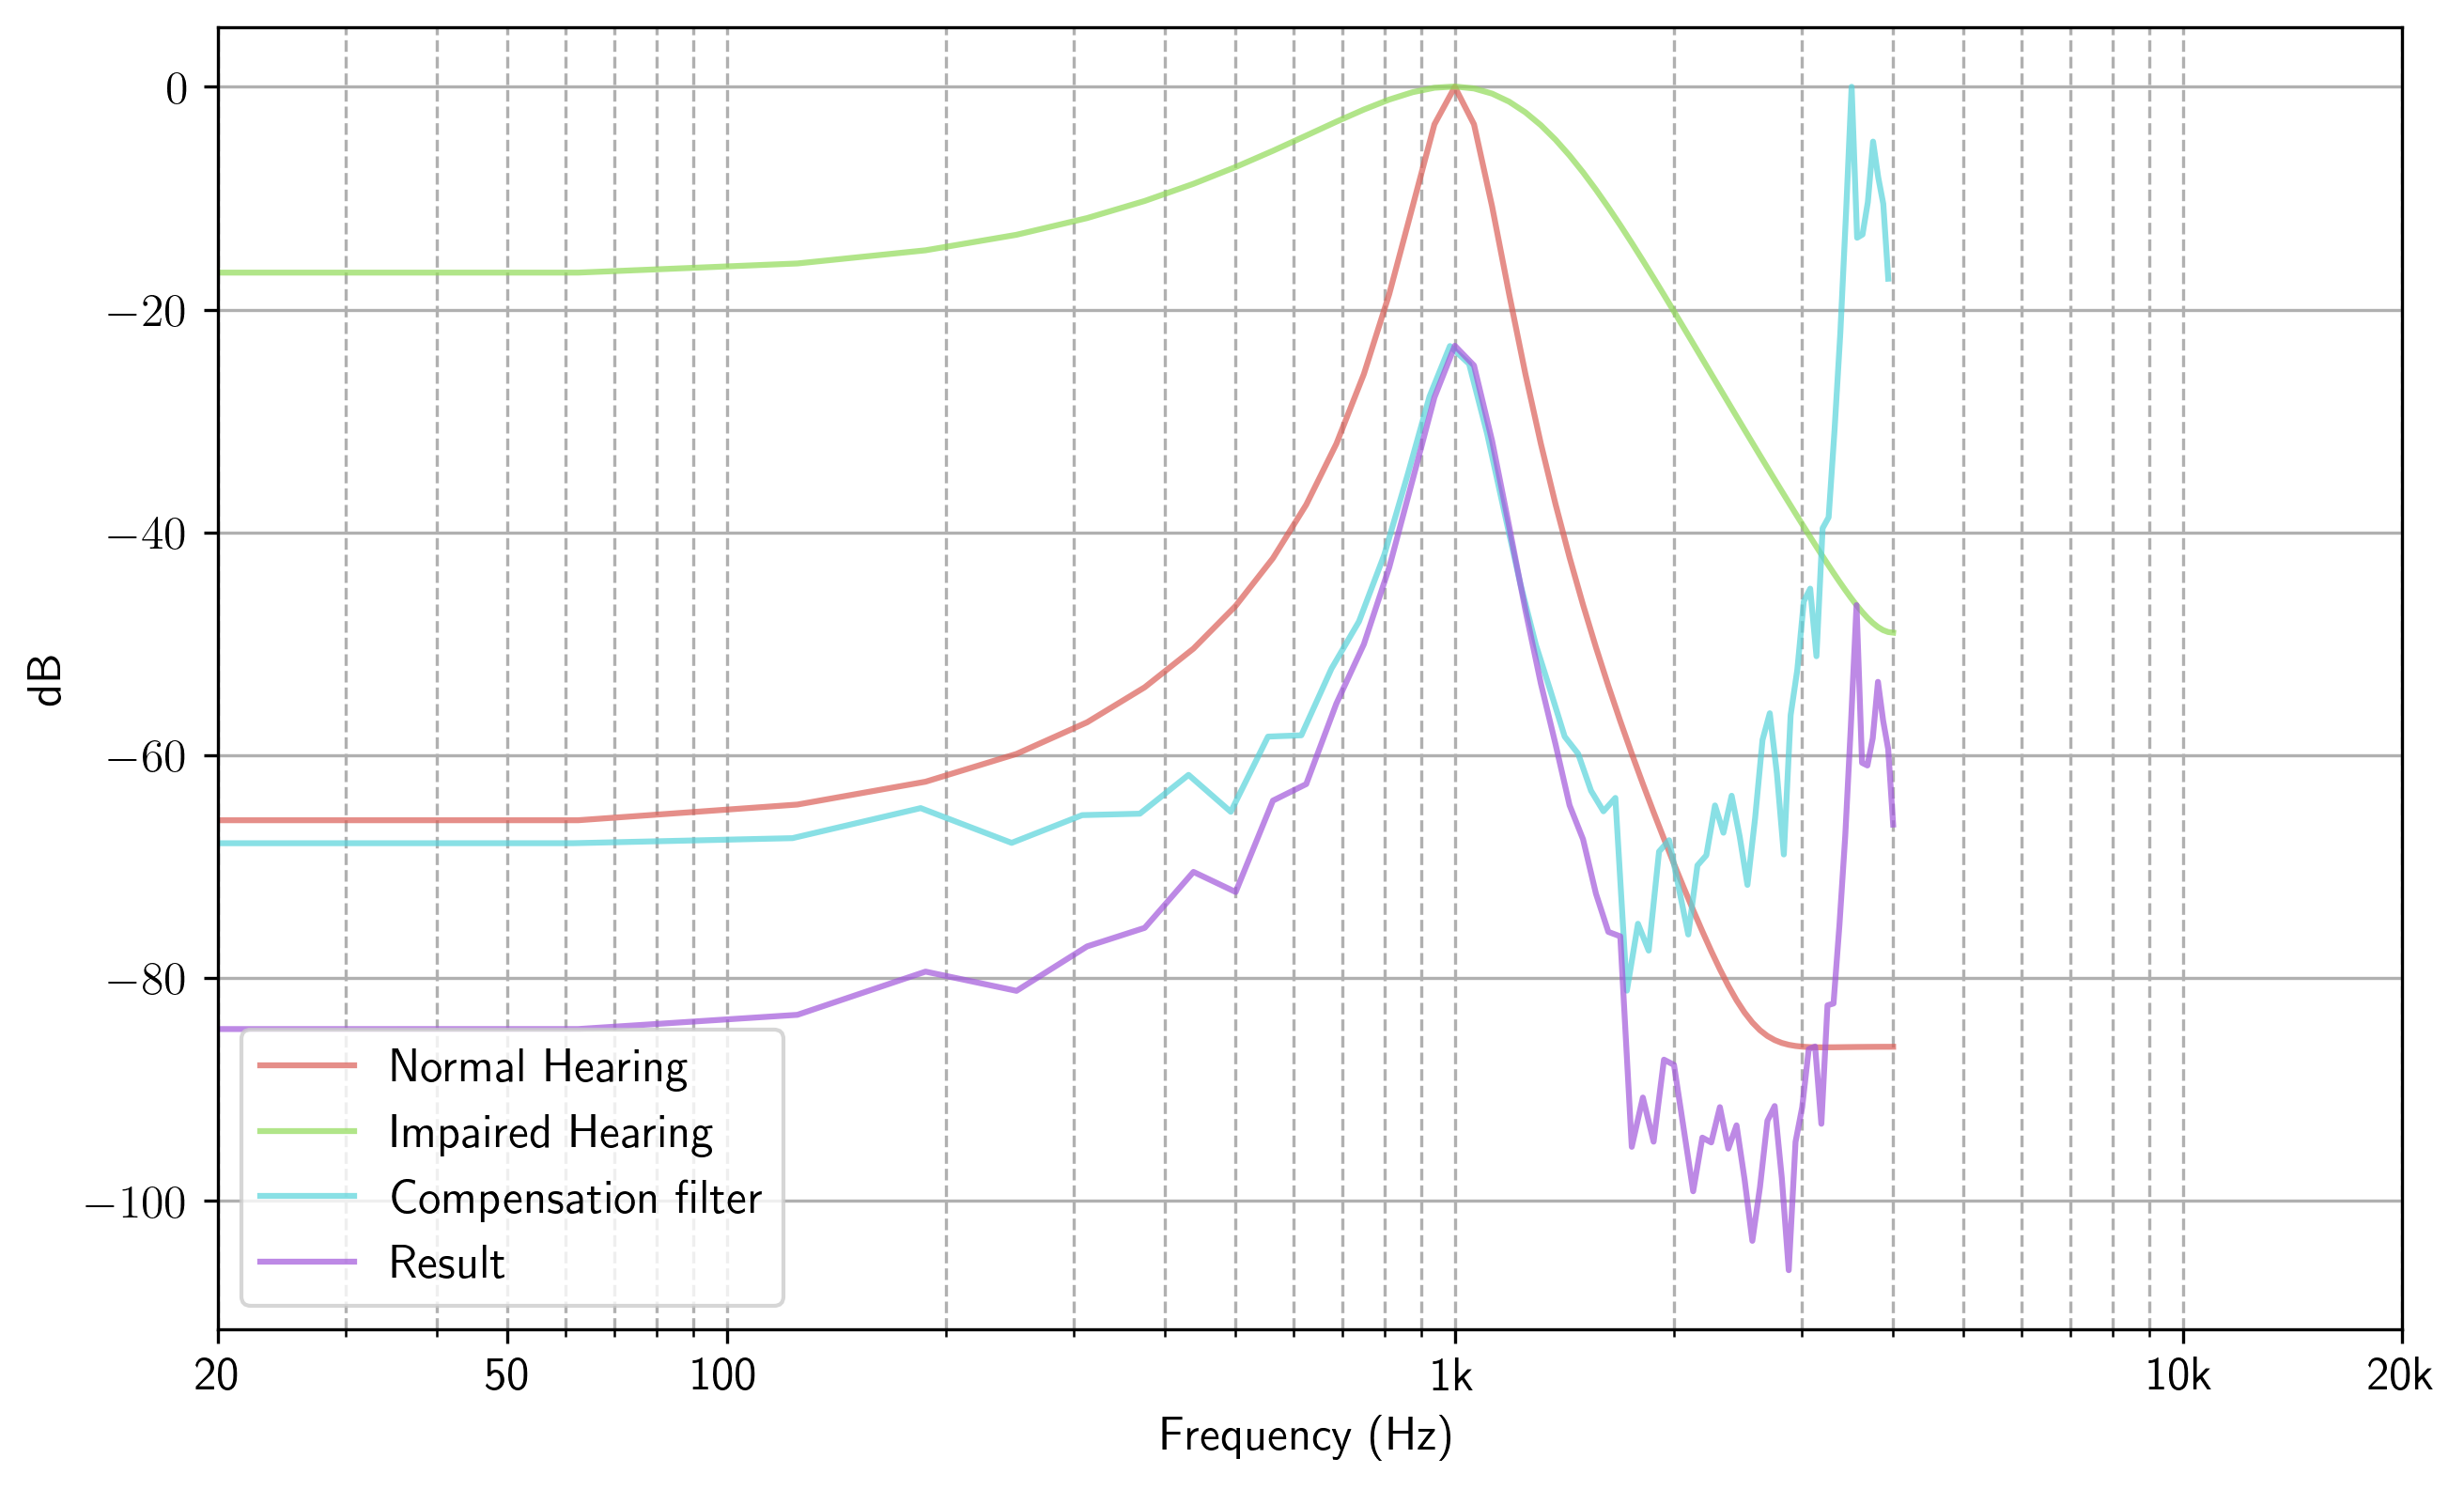 0
−20
−40
−60
−80
−100
dB
Normal Hearing
Impaired Hearing
Compensation filter
Result
20 50 100 1k 10k 20k
Frequency (Hz)